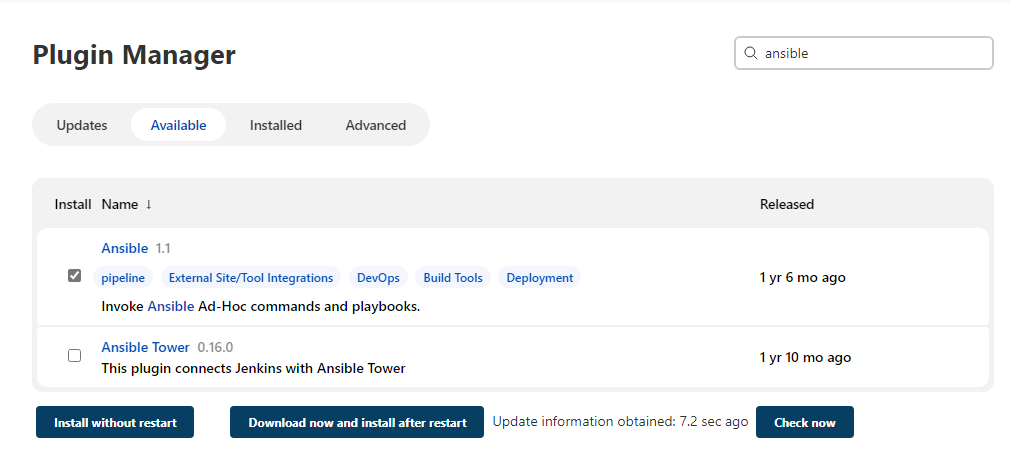 Plugin Manager
ansible
Updates Available Installed Advanced
Install Name ↓ Released
Ansible 1.1
pipeline External Site/Tool Integrations DevOps Build Tools Deployment
1 yr 6 mo ago
Invoke Ansible Ad-Hoc commands and playbooks.
Ansible Tower 0.16.0
This plugin connects Jenkins with Ansible Tower
1 yr 10 mo ago
Install without restart Download now and install after restart Update information obtained: 7.2 sec ago Check now